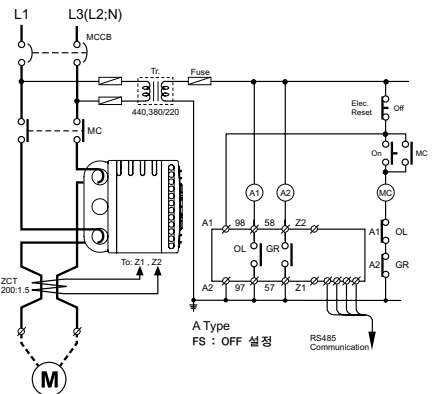 L1
L3(L2;N)
MCCB
Tr.
Fuse
440,380/220
Elec.
Reset
Off
MC
On
MC
A1
A2
MC
A1
98
58
Z2
A1
OL
OL
GR
To: Z1 , Z2
A2
GR
ZCT
200:1.5
A2
97
57
Z1
A Type
FS : OFF 설정
RS485
Communication
M